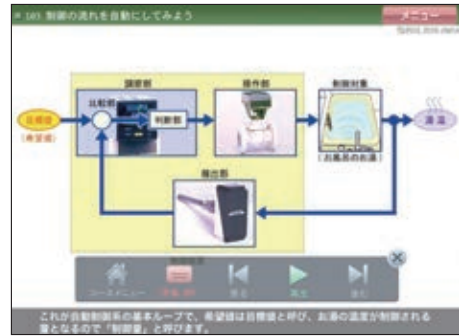 103 制御の流れを自動にしてみよう
メニュー
調節部
操作部
制御対象
比較部
目標値
判断部
湯温
(希望値)
(お風呂のお湯)
検出部
コースメニュー
戻る
再生
進む
これが自動制御系の基本ループで、希望値は目標値と呼び、お湯の温度が制御される
量となるので「制御量」と呼びます。